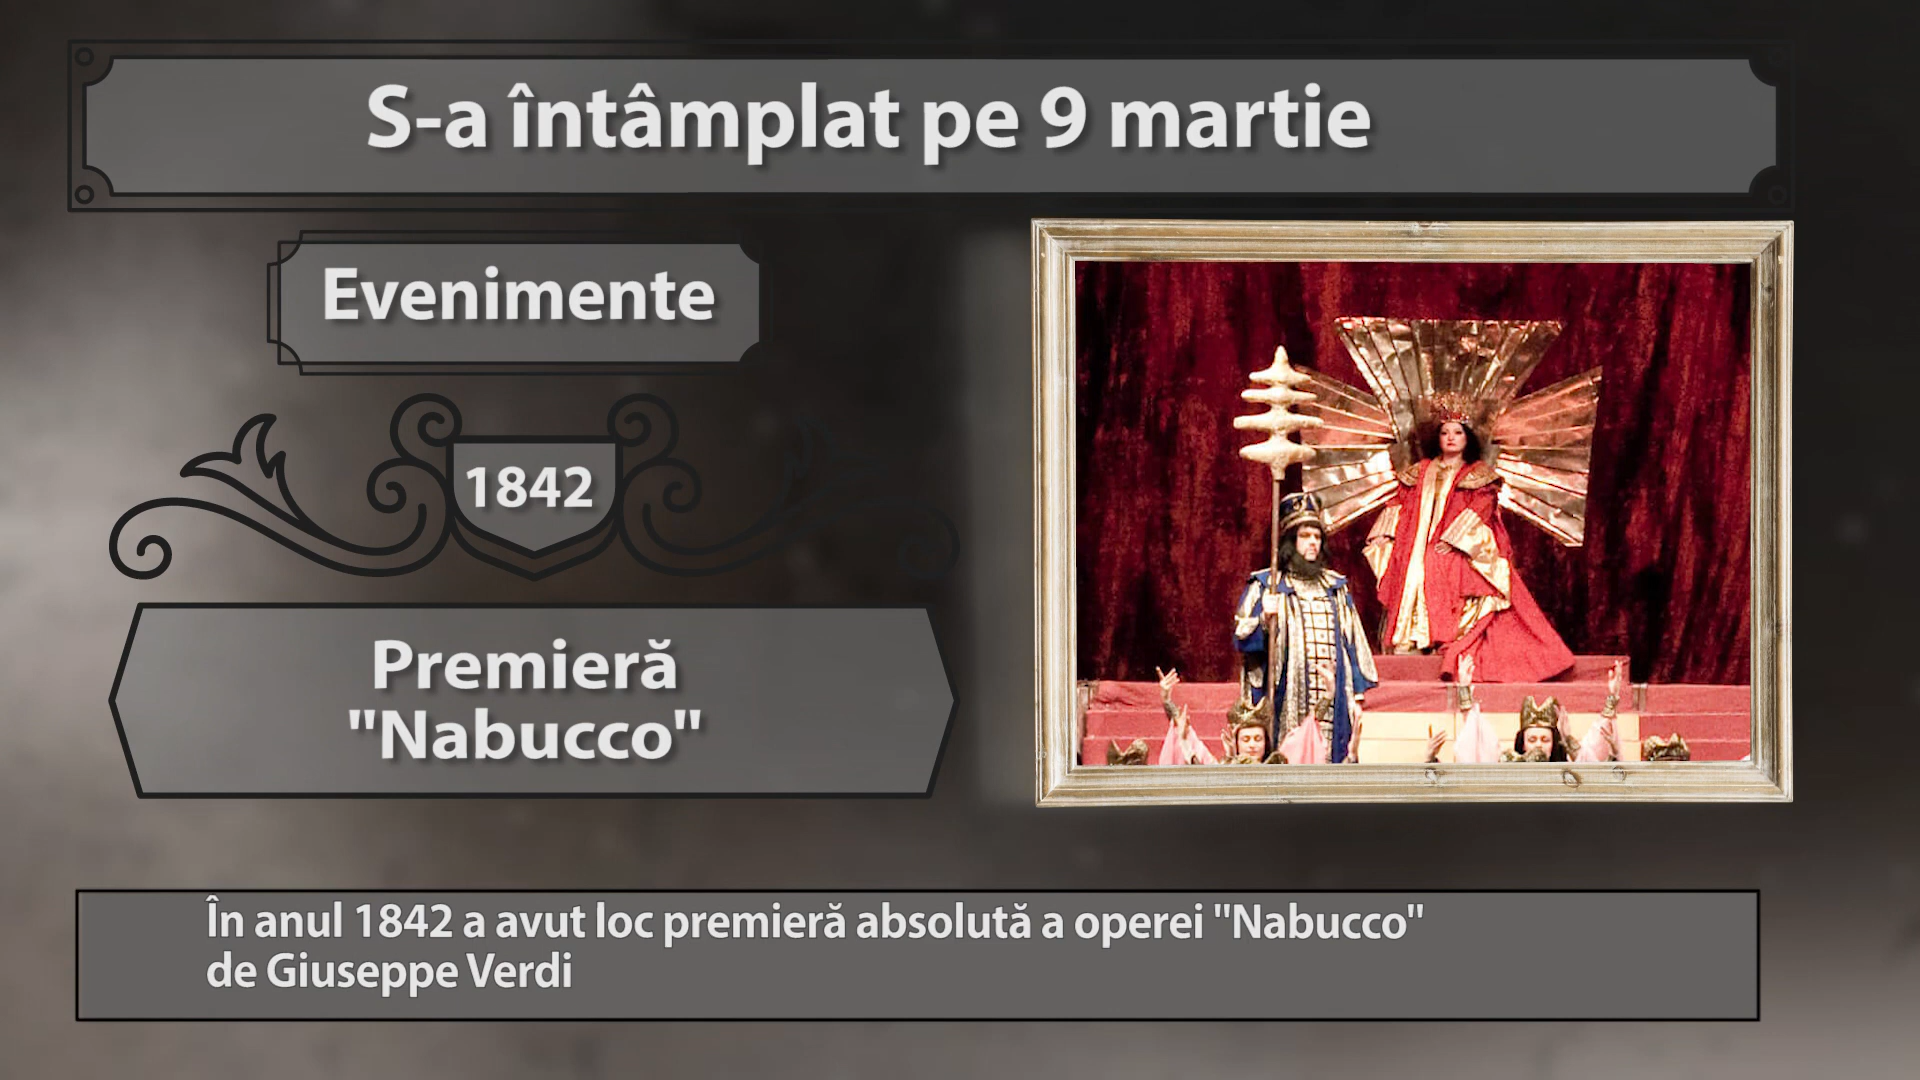 S-a întâmplat pe 9 martie
Evenimente
1842
Premieră
"Nabucco"
În anul 1842 a avut loc premieră absolută a operei "Nabucco"
de Giuseppe Verdi